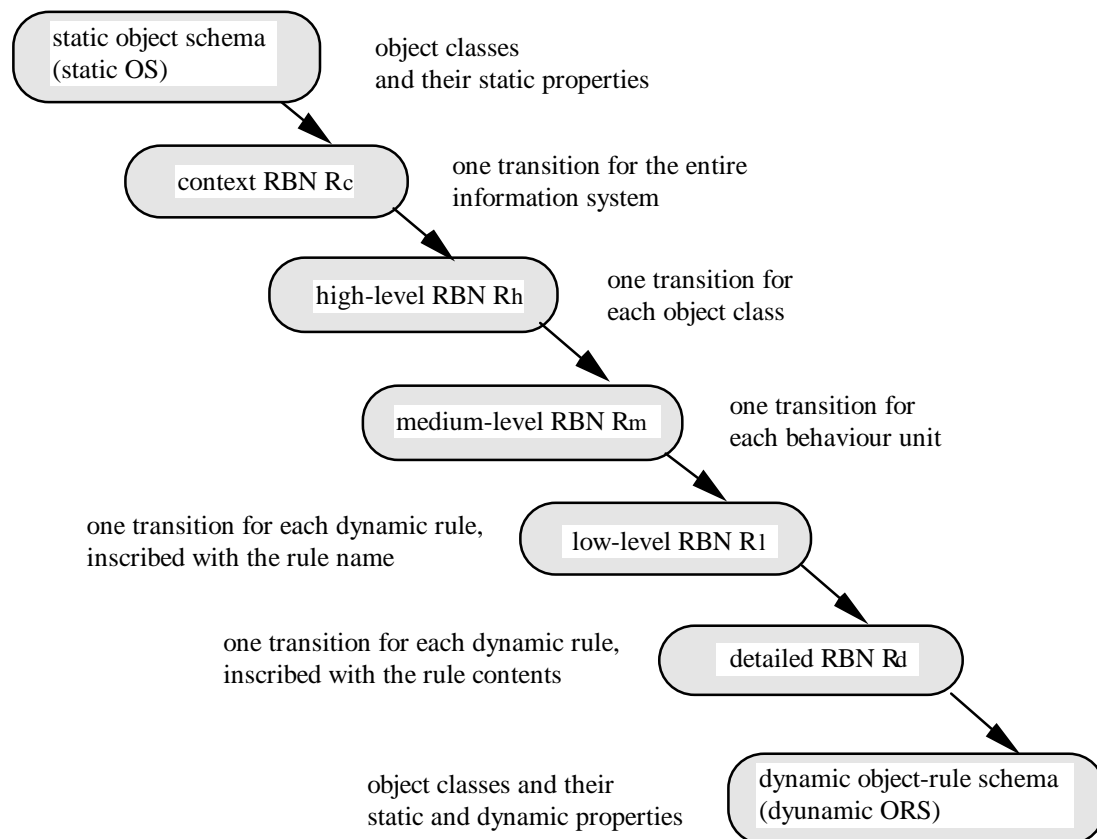 static object schema
(static OS)
object classes
and their static properties
context RBN Rc
one transition for the entire
information system
high-level RBN Rh
one transition for
each object class
medium-level RBN Rm
one transition for
each behaviour unit
one transition for each dynamic rule,
inscribed with the rule name
low-level RBN Rl
one transition for each dynamic rule,
inscribed with the rule contents
detailed RBN Rd
object classes and their
static and dynamic properties
dynamic object-rule schema
(dyunamic ORS)